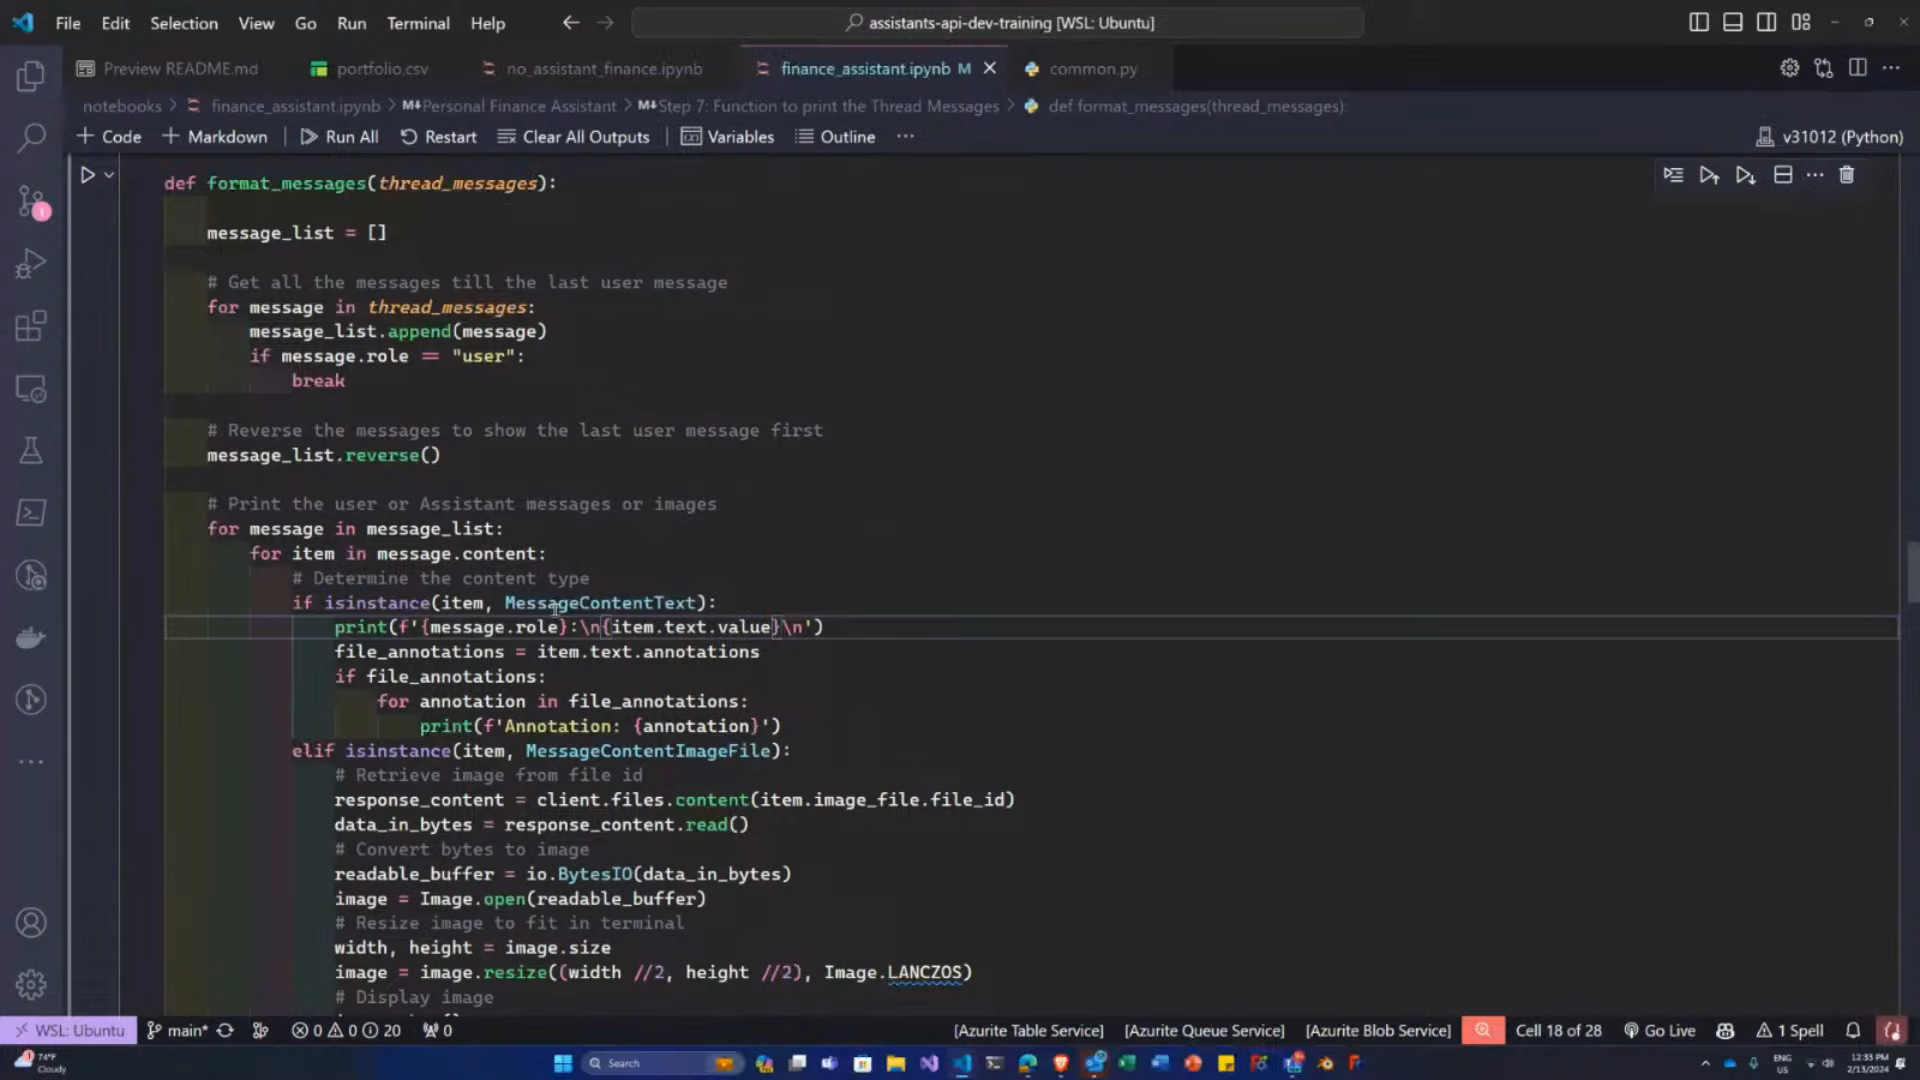 File Edit Selection View Go Run Terminal Help assistants-api-dev-training [WSL: Ubuntu]
Preview README.md portfolio.csv no_assistant_finance.ipynb finance_assistant.ipynb M common.py
notebooks > finance_assistant.ipynb > M↓Personal Finance Assistant > M↓Step 7: Function to print the Thread Messages > def format_messages(thread_messages):
+ Code + Markdown Run All Restart Clear All Outputs Variables Outline ... v31012 (Python)
def format_messages(thread_messages):
message_list = []
# Get all the messages till the last user message
for message in thread_messages:
message_list.append(message)
if message.role == "user":
break
# Reverse the messages to show the last user message first
message_list.reverse()
# Print the user or Assistant messages or images
for message in message_list:
for item in message.content:
# Determine the content type
if isinstance(item, MessageContentText):
print(f'{message.role}:\n{item.text.value}\n')
file_annotations = item.text.annotations
if file_annotations:
for annotation in file_annotations:
print(f'Annotation: {annotation}')
elif isinstance(item, MessageContentImageFile):
# Retrieve image from file id
response_content = client.files.content(item.image_file.file_id)
data_in_bytes = response_content.read()
# Convert bytes to image
readable_buffer = io.BytesIO(data_in_bytes)
image = Image.open(readable_buffer)
# Resize image to fit in terminal
width, height = image.size
image = image.resize((width //2, height //2), Image.LANCZOS)
# Display image
WSL: Ubuntu main* 0 0 20 0 [Azurite Table Service] [Azurite Queue Service] [Azurite Blob Service] Cell 18 of 28 Go Live 1 Spell
74°F
Cloudy
Search
ENG
US
12:33 PM
2/13/2024